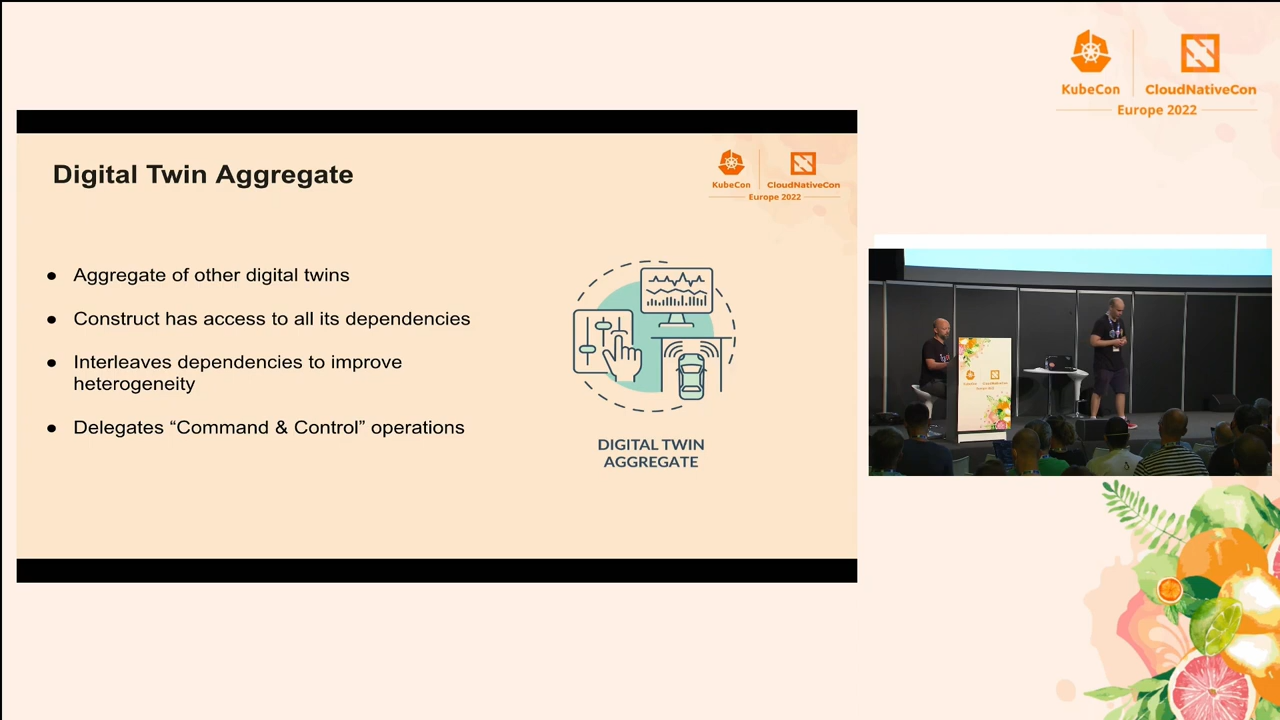 KubeCon
CloudNativeCon
Europe 2022
Digital Twin Aggregate
KubeCon
CloudNativeCon
Europe 2022
● Aggregate of other digital twins
● Construct has access to all its dependencies
● Interleaves dependencies to improve
heterogeneity
● Delegates “Command & Control” operations
DIGITAL TWIN
AGGREGATE